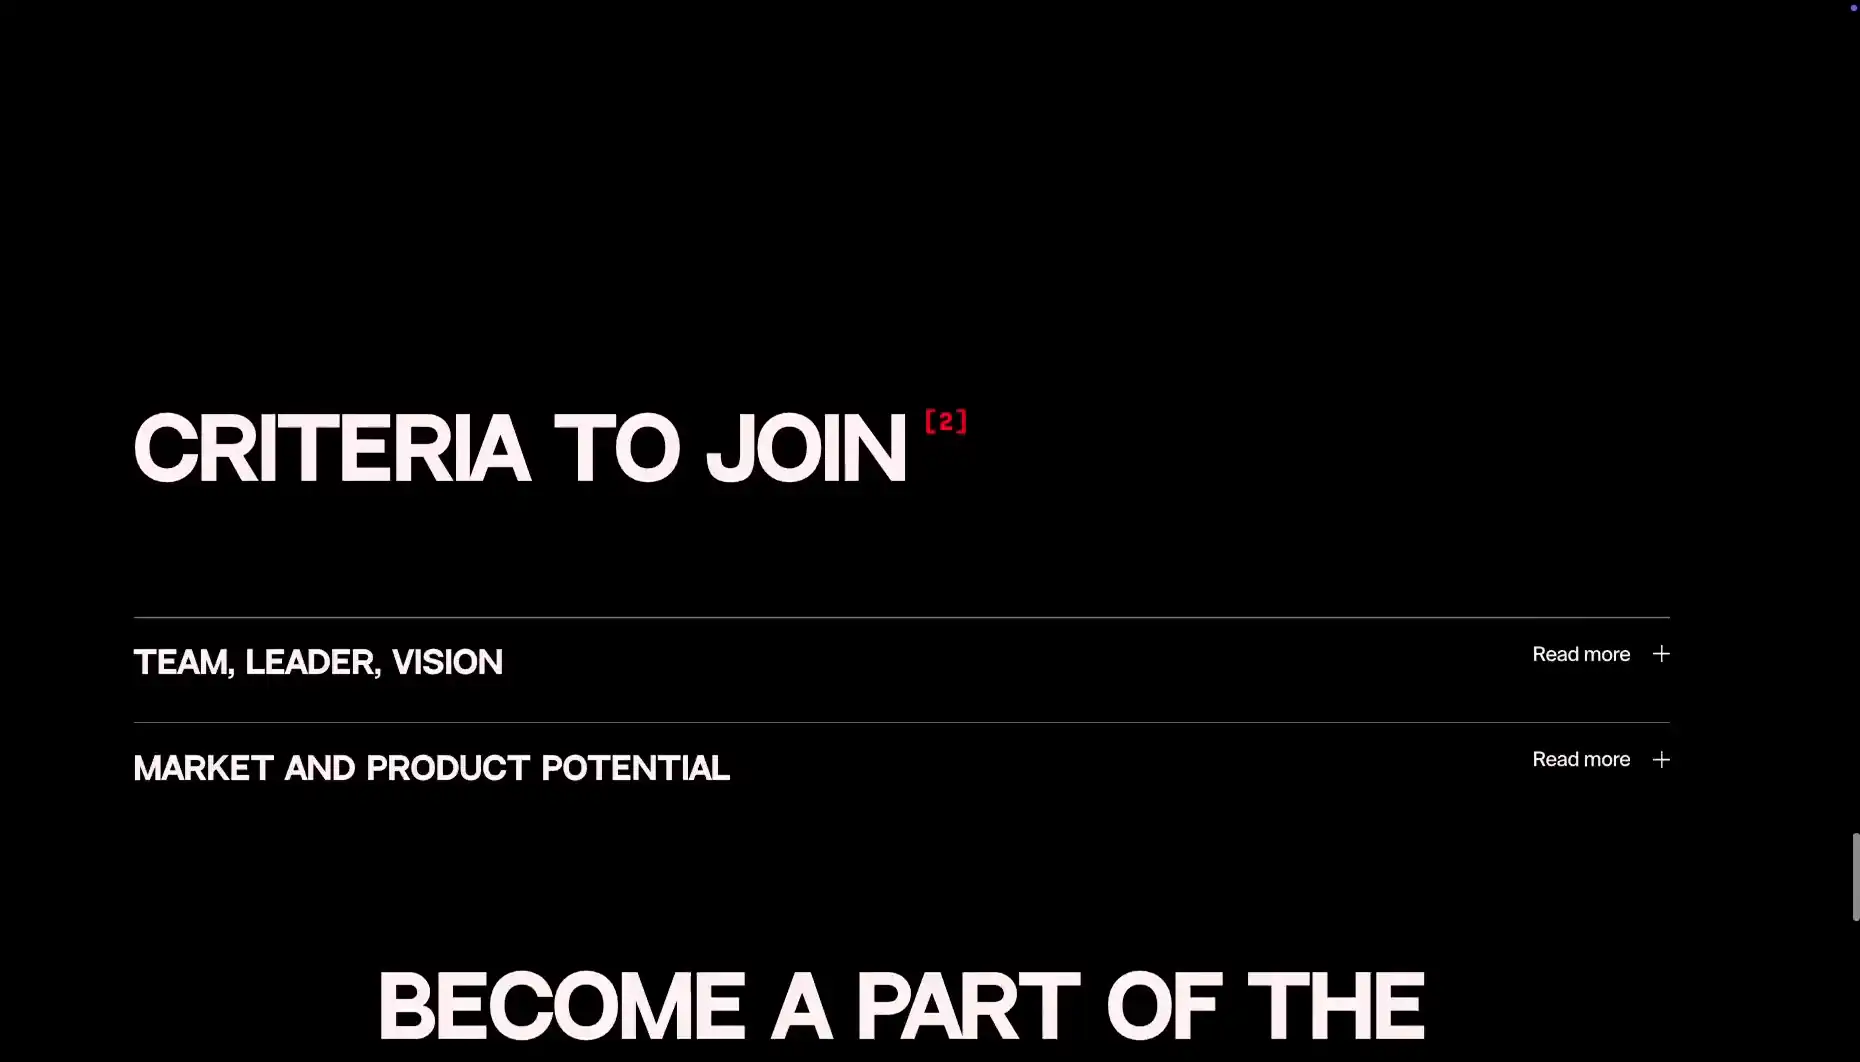 CRITERIA TO JOIN [2]
TEAM, LEADER, VISION
Read more
MARKET AND PRODUCT POTENTIAL
Read more
BECOME A PART OF THE